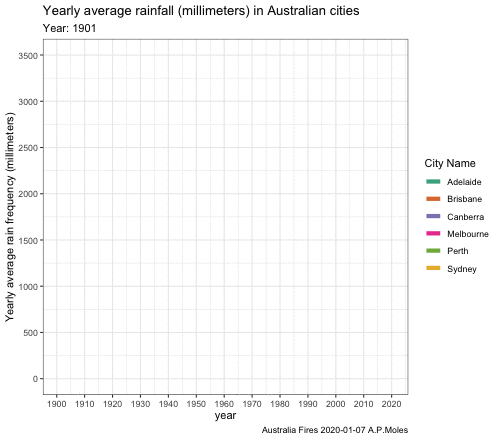 Yearly average rainfall (millimeters) in Australian cities
Year: 1901
Yearly average rain frequency (millimeters)
3500
3000
2500
2000
1500
1000
500
0
1900 1910 1920 1930 1940 1950 1960 1970 1980 1990 2000 2010 2020
year
City Name
Adelaide
Brisbane
Canberra
Melbourne
Perth
Sydney
Australia Fires 2020-01-07 A.P.Moles